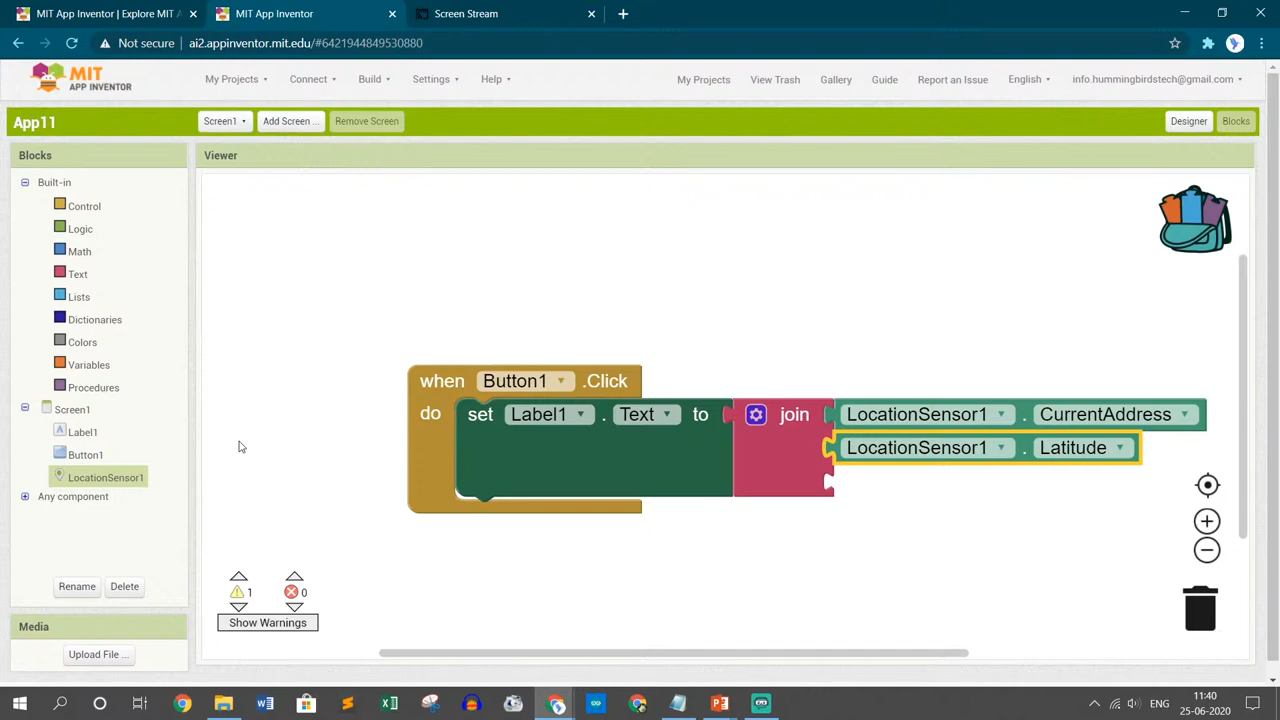 MIT App Inventor | Explore MIT A
MIT App Inventor
Screen Stream
Not secure
ai2.appinventor.mit.edu/#6421944849530880
MIT
APP INVENTOR
My Projects
Connect
Build
Settings
Help
My Projects
View Trash
Gallery
Guide
Report an Issue
English
info.hummingbirdstech@gmail.com
App11
Screen1
Add Screen ...
Remove Screen
Designer
Blocks
Blocks
Viewer
Built-in
Control
Logic
Math
Text
Lists
Dictionaries
Colors
Variables
Procedures
Screen1
Label1
Button1
LocationSensor1
Any component
Rename
Delete
Media
Upload File ...
when Button1 .Click
do set Label1 . Text to join LocationSensor1 . CurrentAddress
LocationSensor1 . Latitude
1
0
Show Warnings
ENG
11:40
25-06-2020